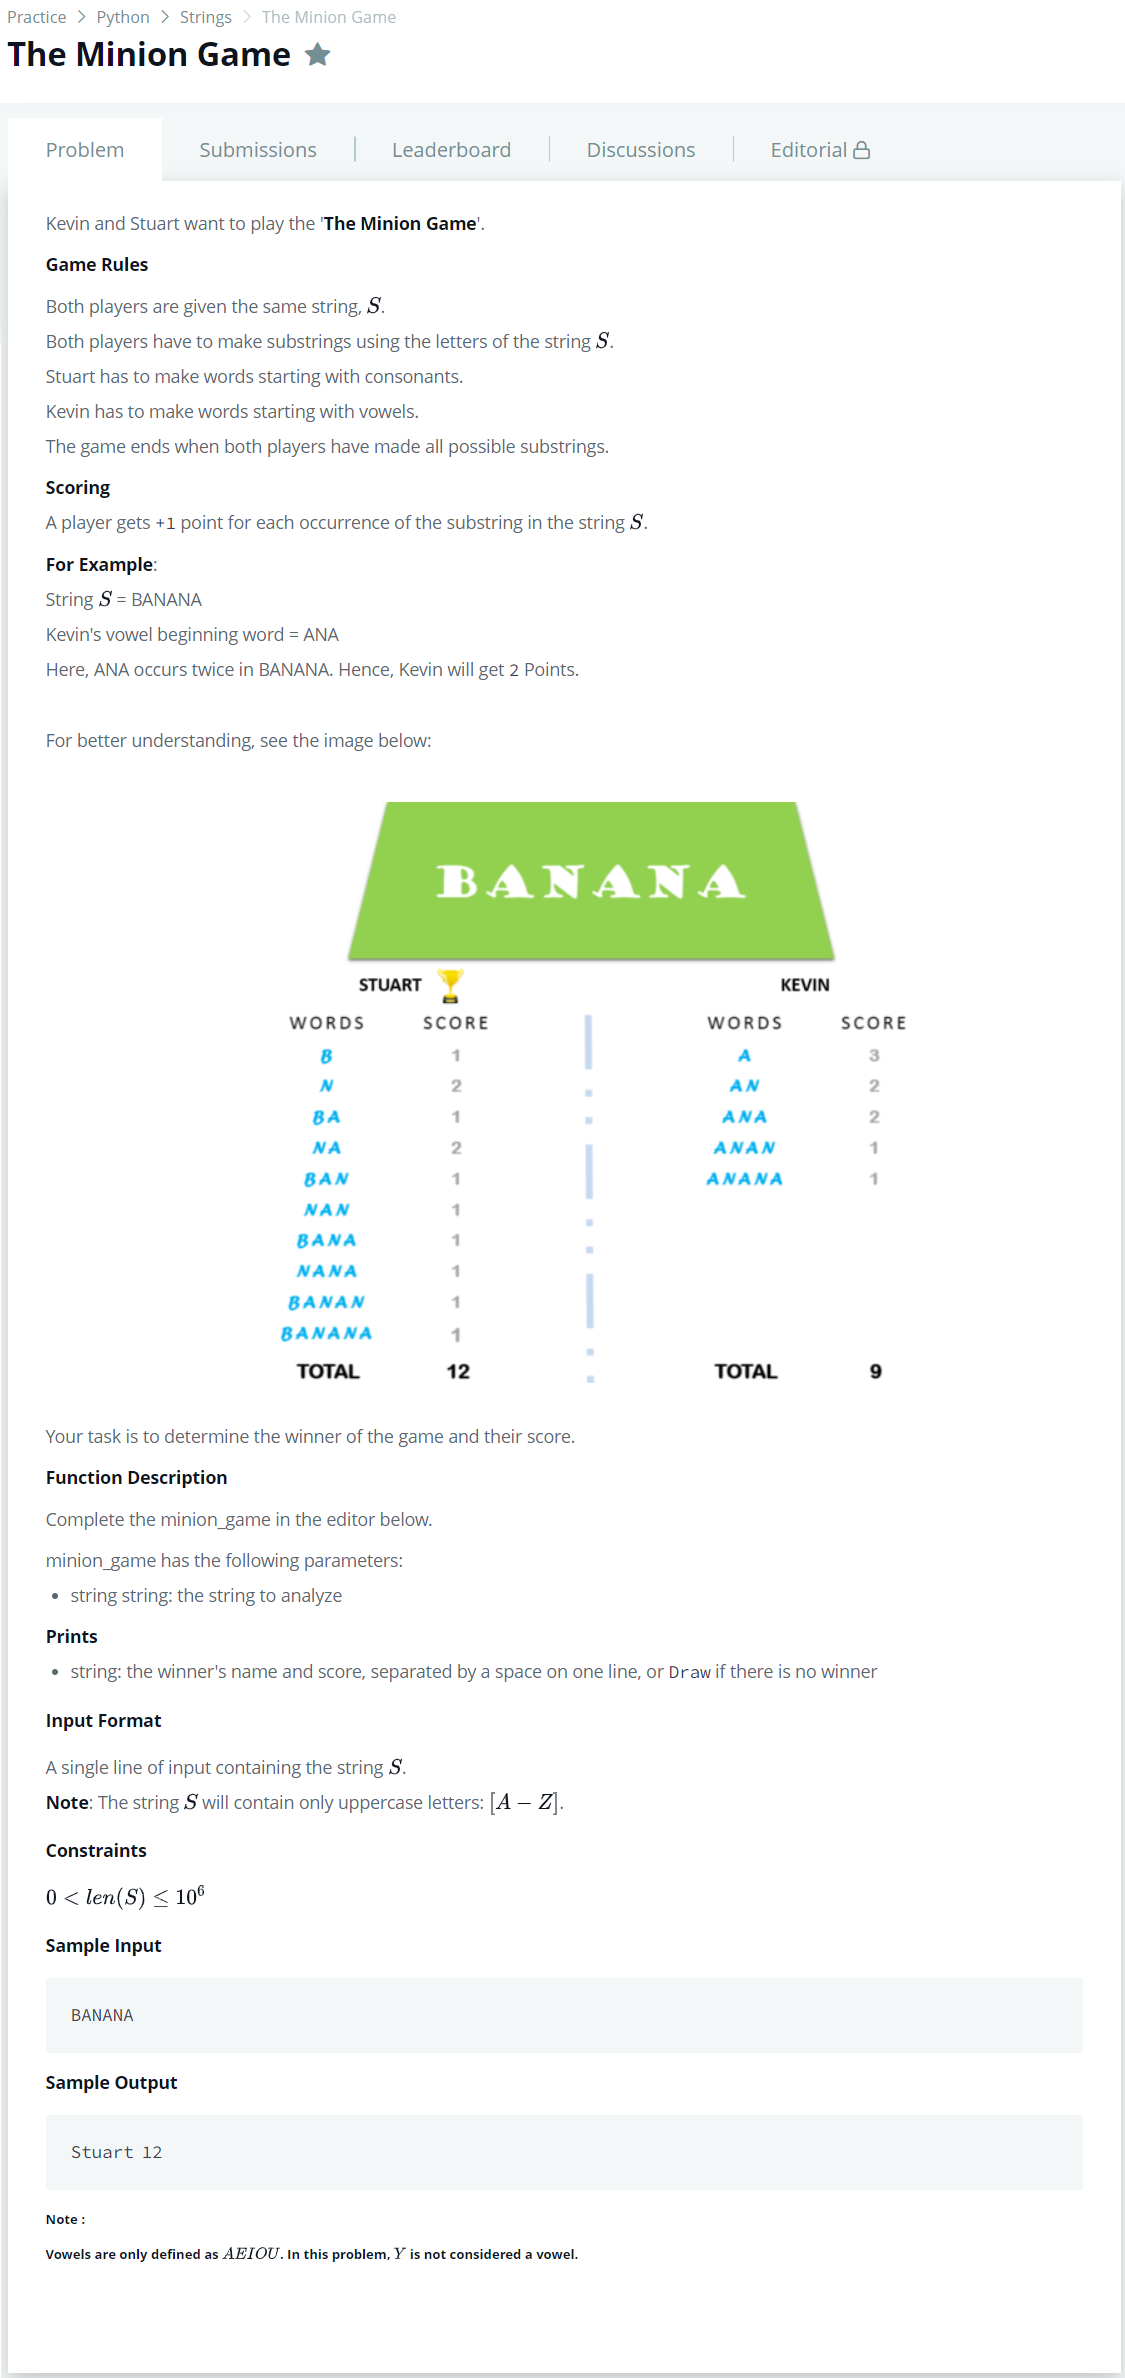 Practice > Python > Strings > The Minion Game
The Minion Game
Problem Submissions Leaderboard Discussions Editorial
Kevin and Stuart want to play the 'The Minion Game'.
Game Rules
Both players are given the same string, S.
Both players have to make substrings using the letters of the string S.
Stuart has to make words starting with consonants.
Kevin has to make words starting with vowels.
The game ends when both players have made all possible substrings.
Scoring
A player gets +1 point for each occurrence of the substring in the string S.
For Example:
String S = BANANA
Kevin's vowel beginning word = ANA
Here, ANA occurs twice in BANANA. Hence, Kevin will get 2 Points.
For better understanding, see the image below:
BANANA
STUART KEVIN
WORDS SCORE WORDS SCORE
B 1 A 3
N 2 AN 2
BA 1 ANA 2
NA 2 ANAN 1
BAN 1 ANANA 1
NAN 1
BANA 1
NANA 1
BANAN 1
BANANA 1
TOTAL 12 TOTAL 9
Your task is to determine the winner of the game and their score.
Function Description
Complete the minion_game in the editor below.
minion_game has the following parameters:
• string string: the string to analyze
Prints
• string: the winner's name and score, separated by a space on one line, or Draw if there is no winner
Input Format
A single line of input containing the string S.
Note: The string S will contain only uppercase letters: [A − Z].
Constraints
0 < len(S) ≤ 10⁶
Sample Input
BANANA
Sample Output
Stuart 12
Note :
Vowels are only defined as AEIOU. In this problem, Y is not considered a vowel.